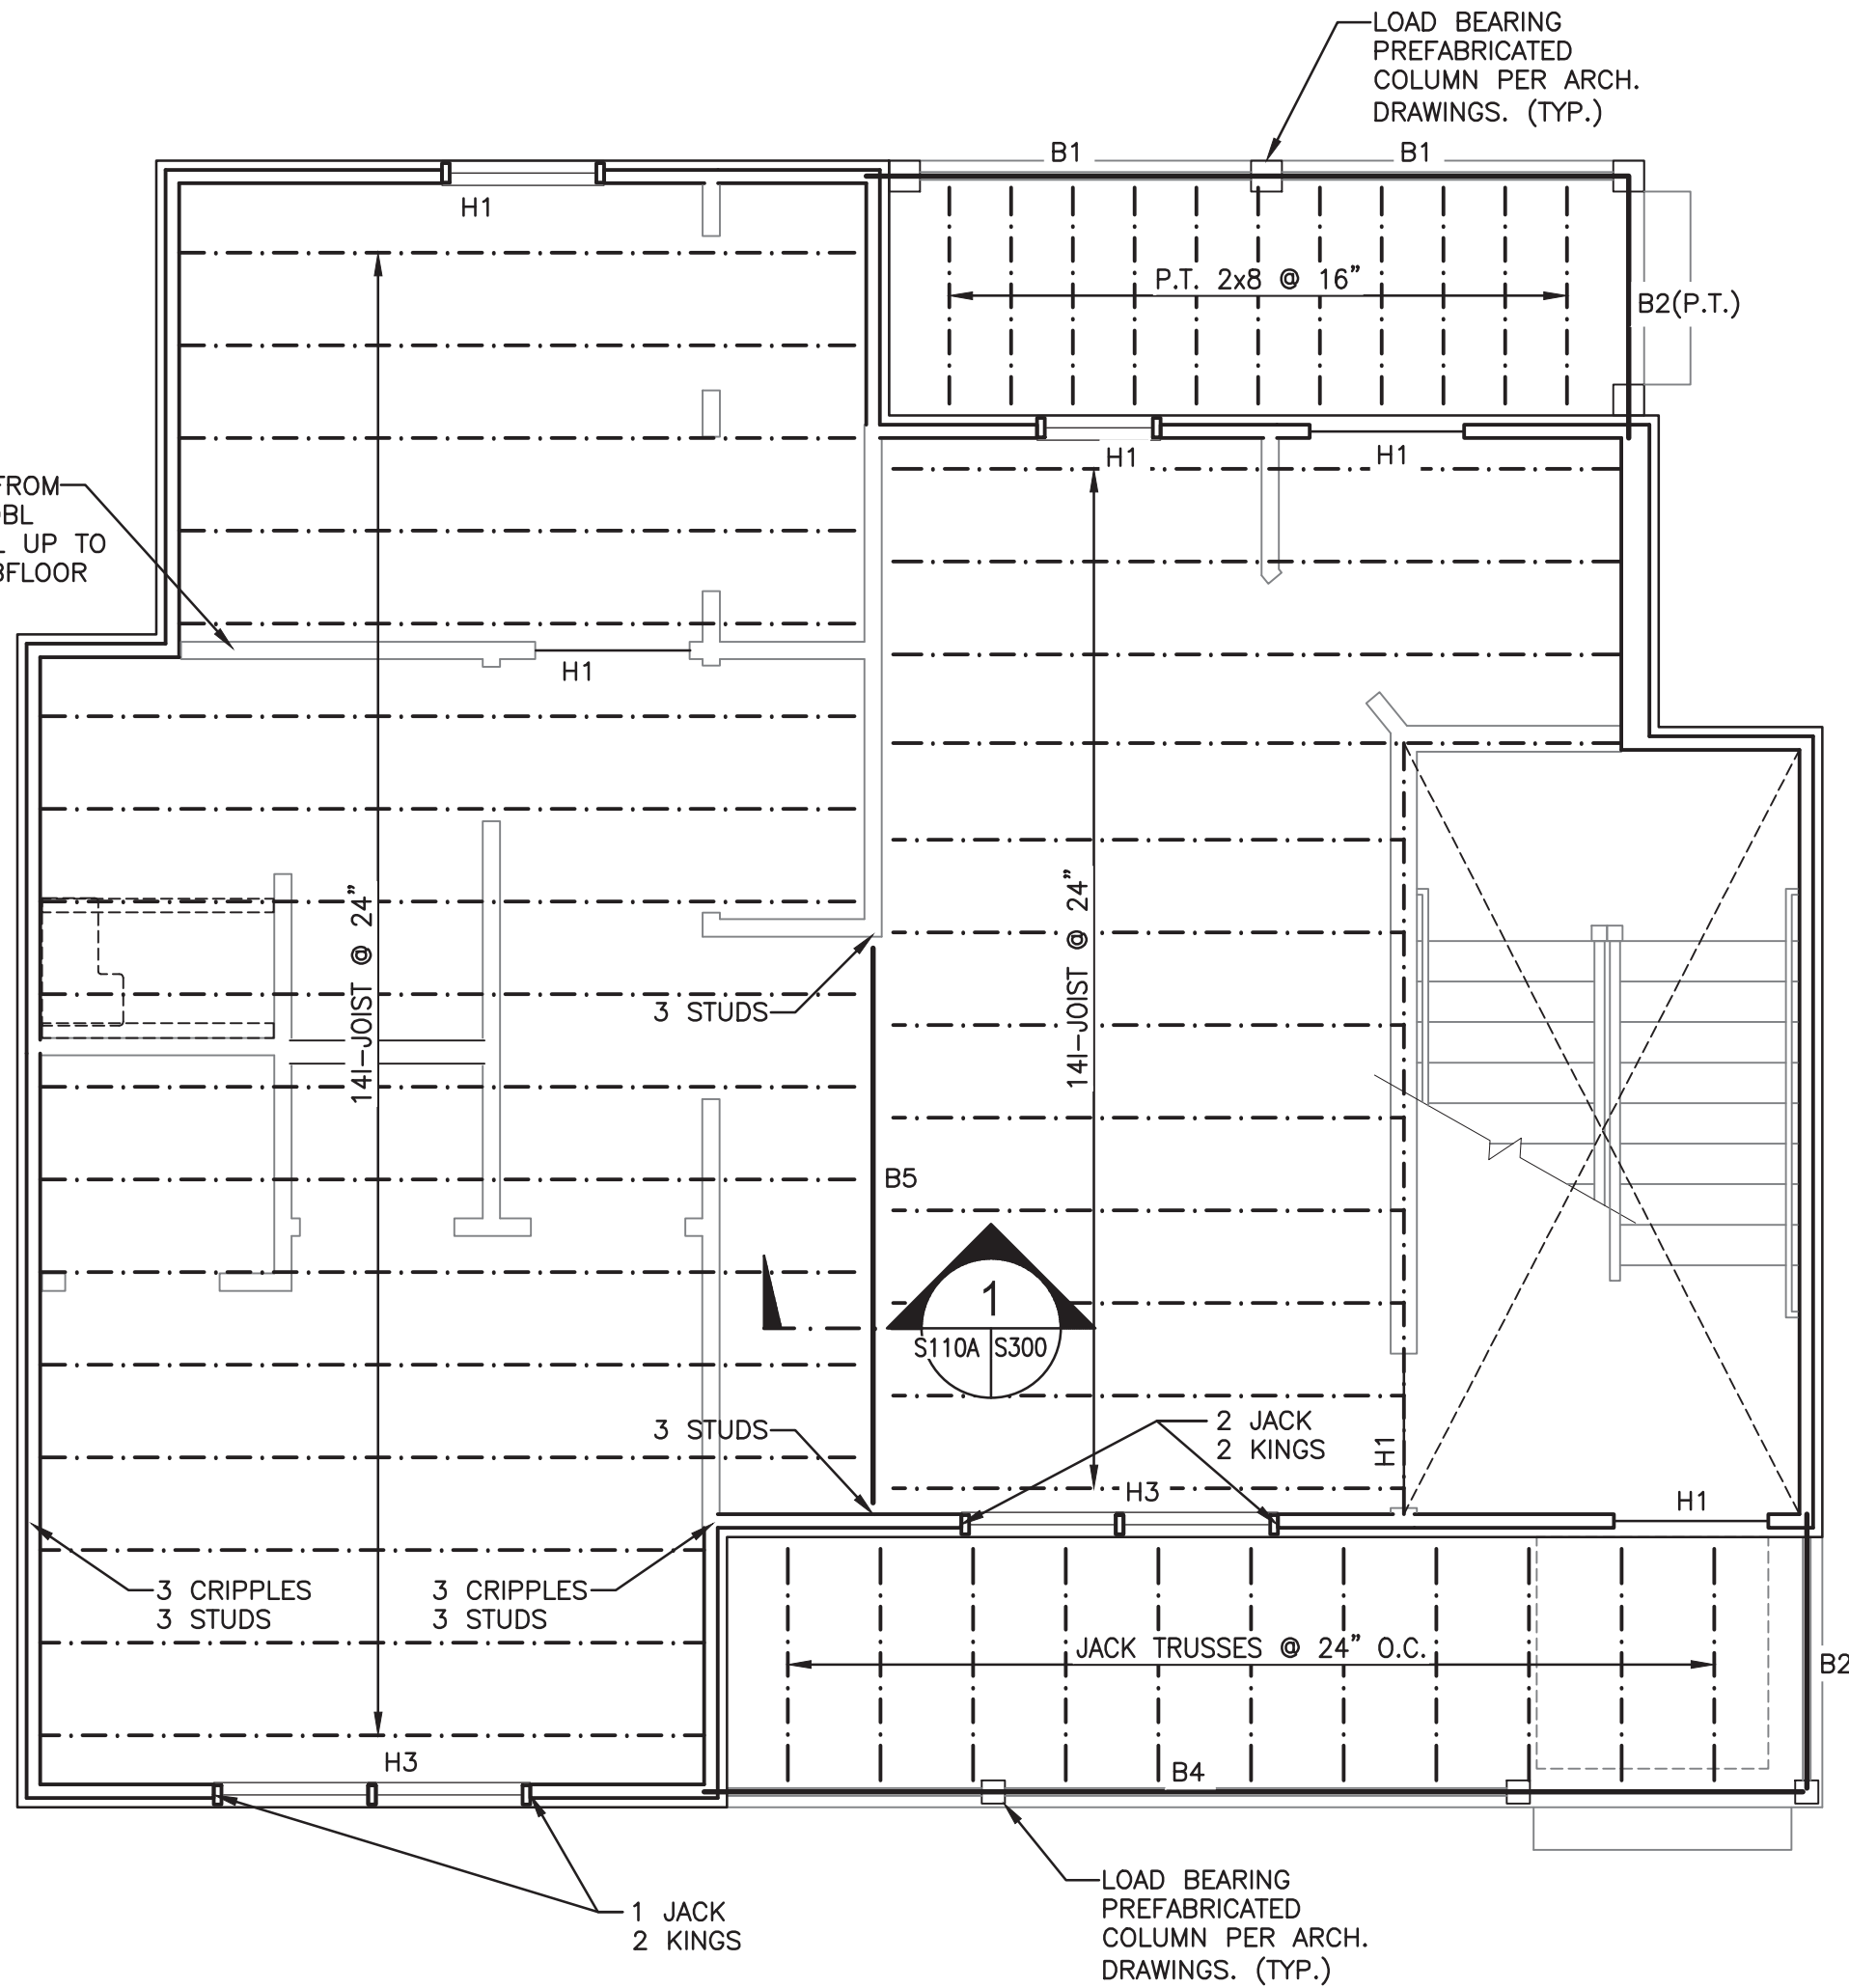 LOAD BEARING
PREFABRICATED
COLUMN PER ARCH.
DRAWINGS. (TYP.)
B1
B1
H1
P.T. 2x8 @ 16"
B2(P.T.)
H1
H1
FROM
UP TO
H1
14I-JOIST @ 24"
14I-JOIST @ 24"
3 STUDS
B5
1
S110A
S300
3 STUDS
2 JACK
2 KINGS
H1
H3
H1
3 CRIPPLES
3 STUDS
3 CRIPPLES
3 STUDS
JACK TRUSSES @ 24" O.C.
B2
H3
B4
1 JACK
2 KINGS
LOAD BEARING
PREFABRICATED
COLUMN PER ARCH.
DRAWINGS. (TYP.)